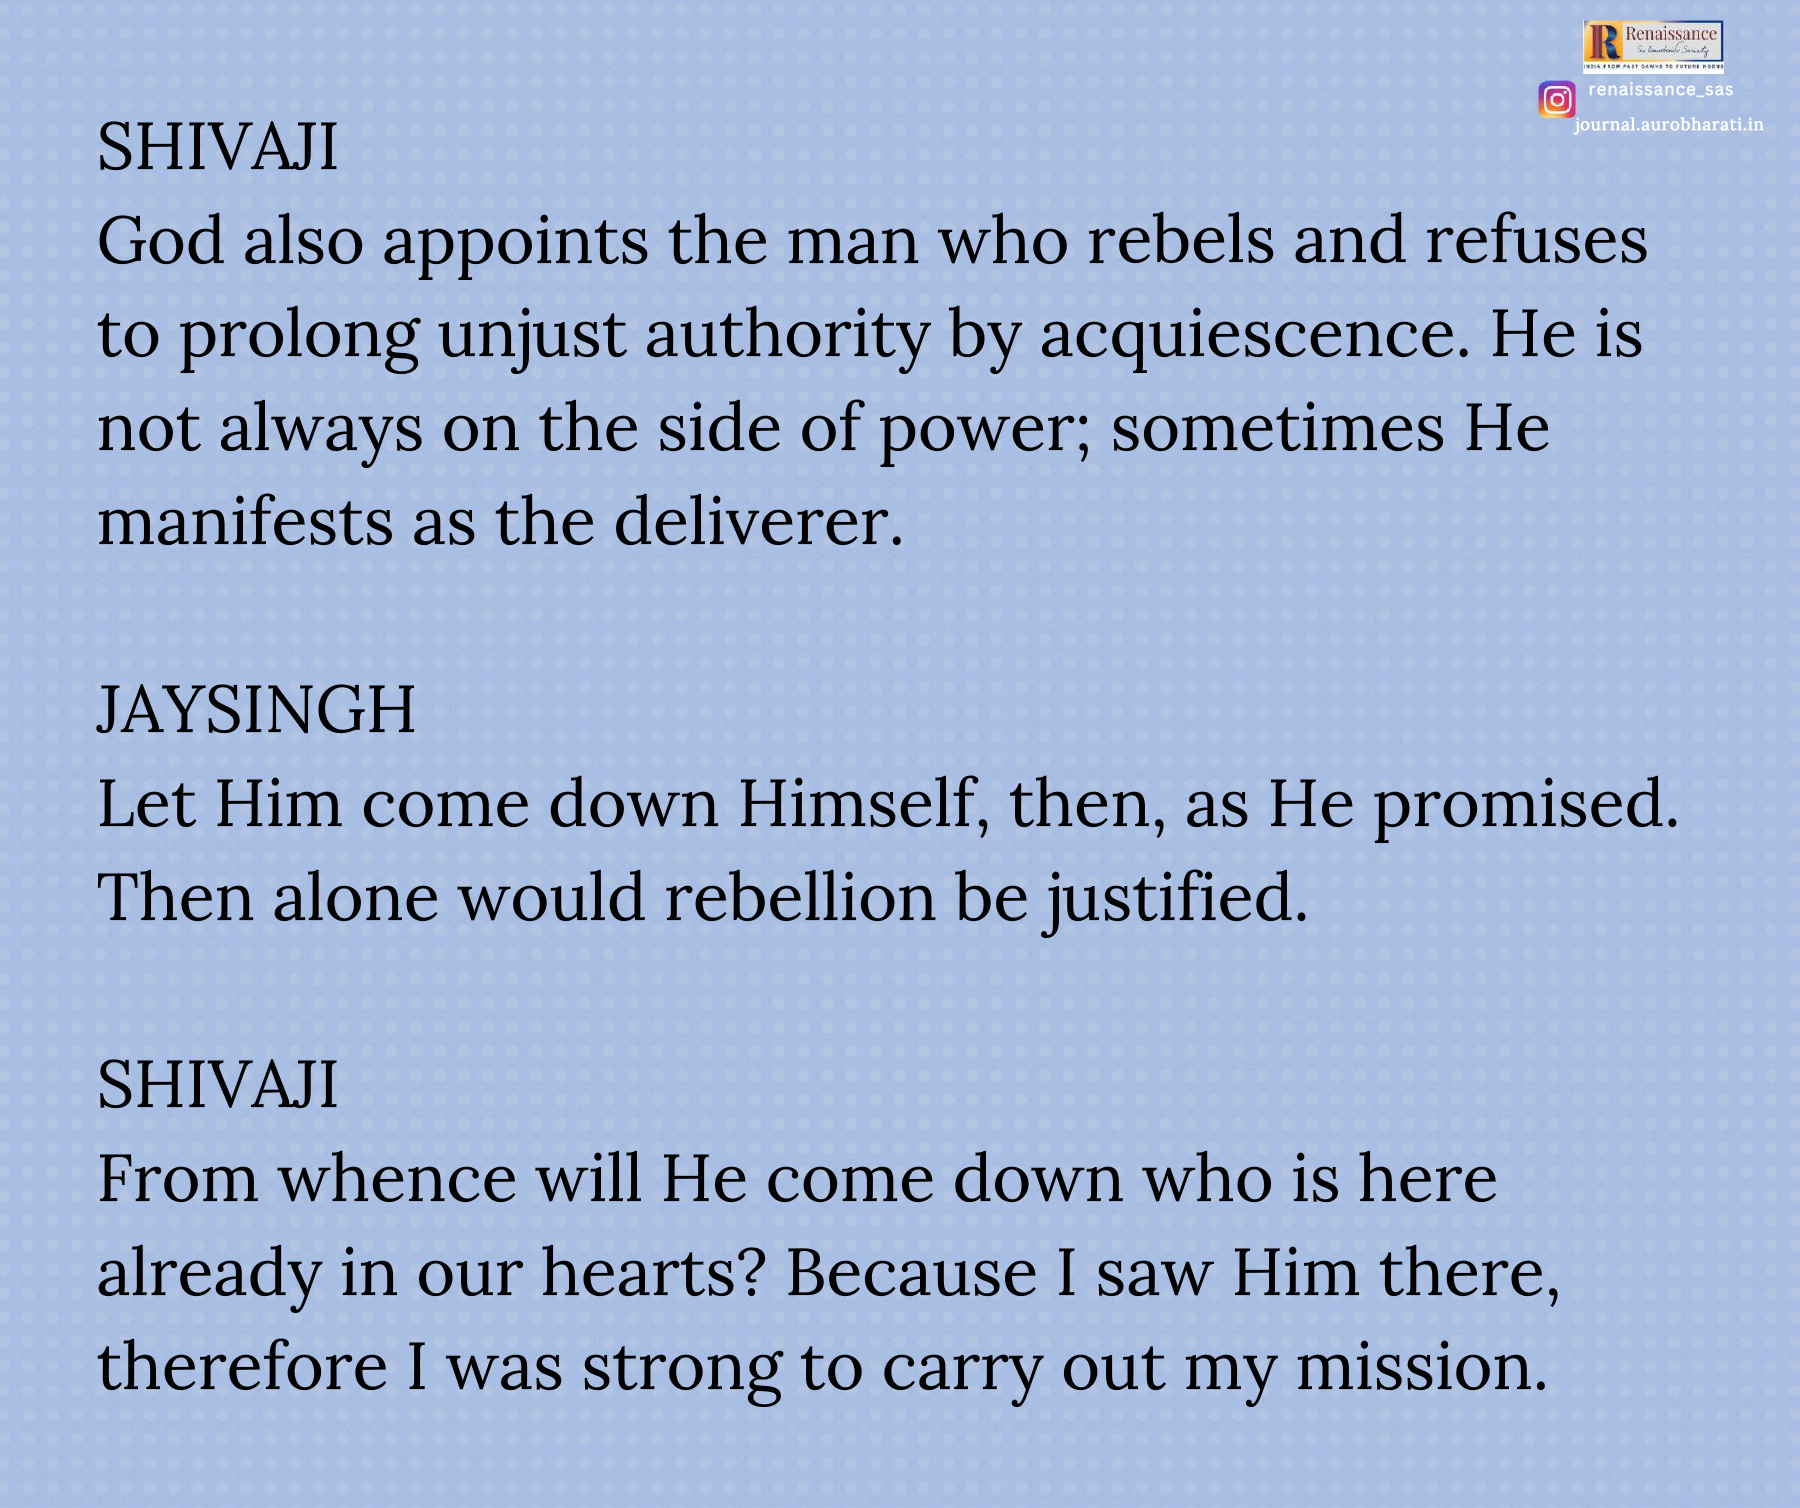 Renaissance
Sri Aurobindo Society
INDIA FROM PAST DAWNS TO FUTURE NOONS
renaissance_sas
journal.aurobharati.in
SHIVAJI
God also appoints the man who rebels and refuses
to prolong unjust authority by acquiescence. He is
not always on the side of power; sometimes He
manifests as the deliverer.
JAYSINGH
Let Him come down Himself, then, as He promised.
Then alone would rebellion be justified.
SHIVAJI
From whence will He come down who is here
already in our hearts? Because I saw Him there,
therefore I was strong to carry out my mission.